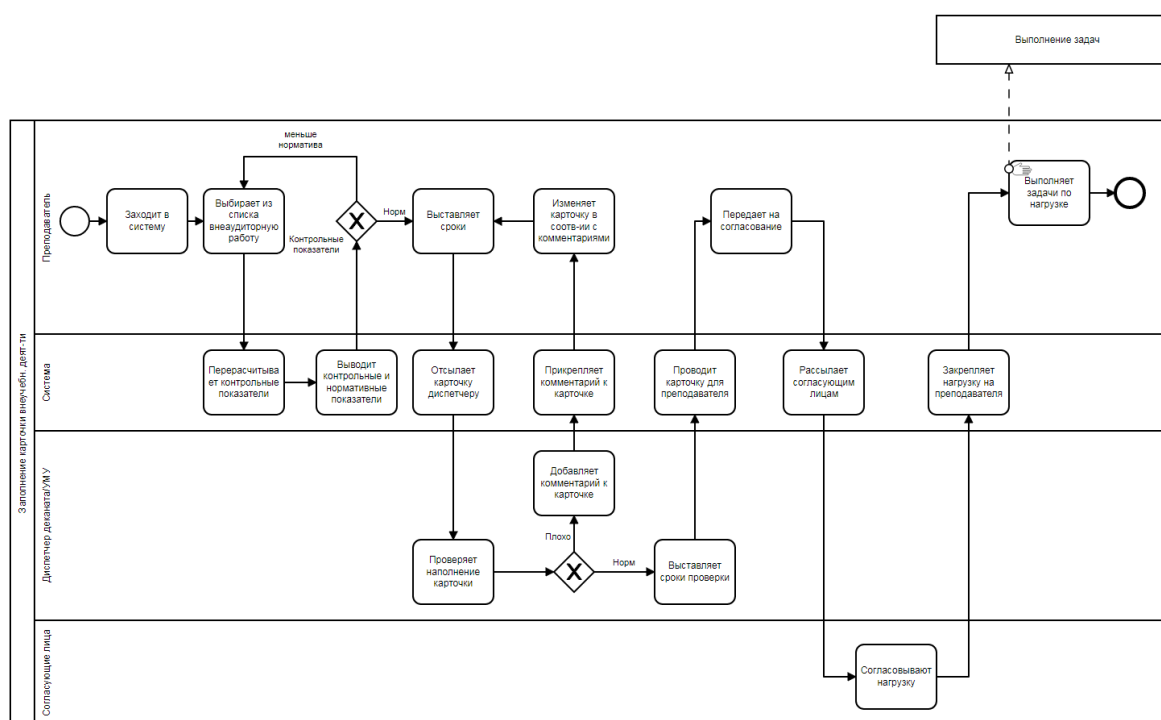 Выполнение задач
Заполнение карточки внеучебн. деят-ти
Преподаватель
меньше
норматива
Заходит в
систему
Выбирает из
списка
внеаудиторную
работу
Контрольные
показатели
Норм
Выставляет
сроки
Изменяет
карточку в
соотв-ии с
комментариями
Передает на
согласование
Выполняет
задачи по
нагрузке
Система
Перерасчитыва
ет контрольные
показатели
Выводит
контрольные и
нормативные
показатели
Отсылает
карточку
диспетчеру
Прикрепляет
комментарий к
карточке
Проводит
карточку для
преподавателя
Рассылает
согласующим
лицам
Закрепляет
нагрузку на
преподавателя
Диспетчер деканата/УМУ
Добавляет
комментарий к
карточке
Плохо
Проверяет
наполнение
карточки
Норм
Выставляет
сроки проверки
Согласующие лица
Согласовывают
нагрузку